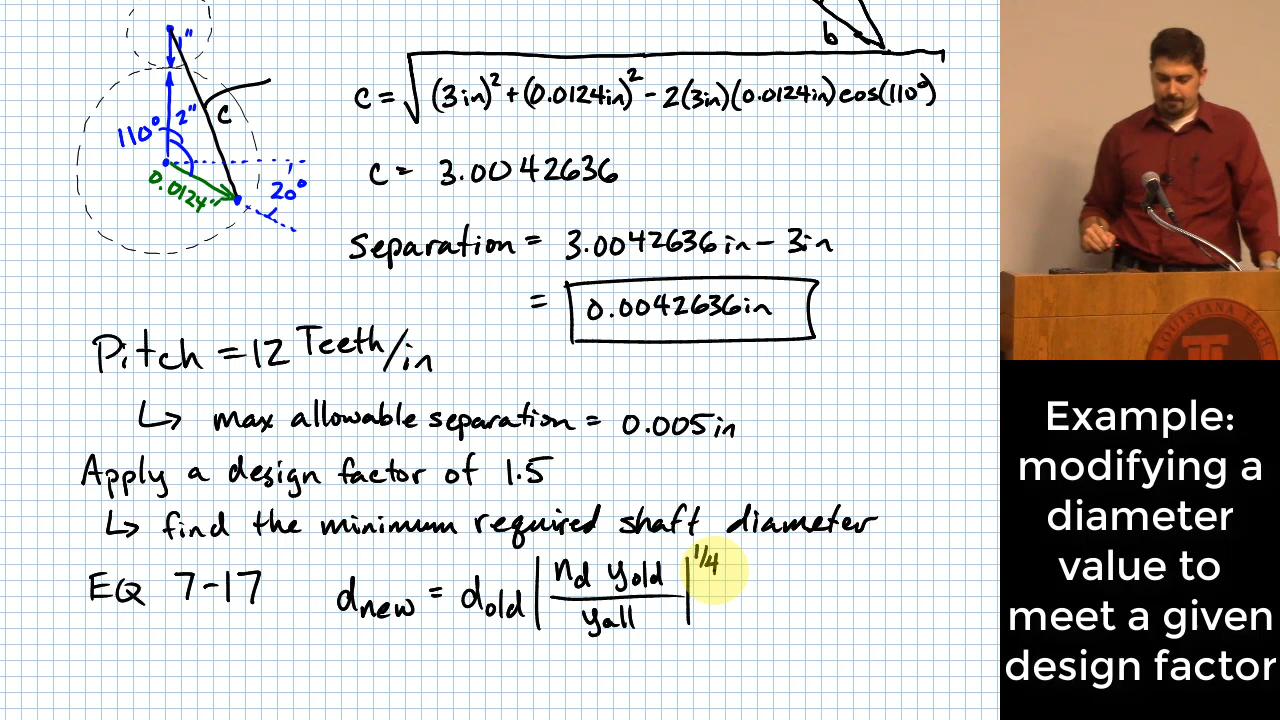 1"
2"
110°
0.0124"
20°
c
b
c = √(3in)² + (0.0124in)² - 2(3in)(0.0124in)cos(110°)
c = 3.0042636
separation = 3.0042636in - 3in
= 0.0042636in
Pitch = 12 Teeth/in
↳ max allowable separation = 0.005in
Apply a design factor of 1.5
↳ find the minimum required shaft diameter
EQ 7-17 d_new = d_old |n_d y_old / y_all|^1/4
LOUISIANA TECH
Example:
modifying a
diameter
value to
meet a given
design factor